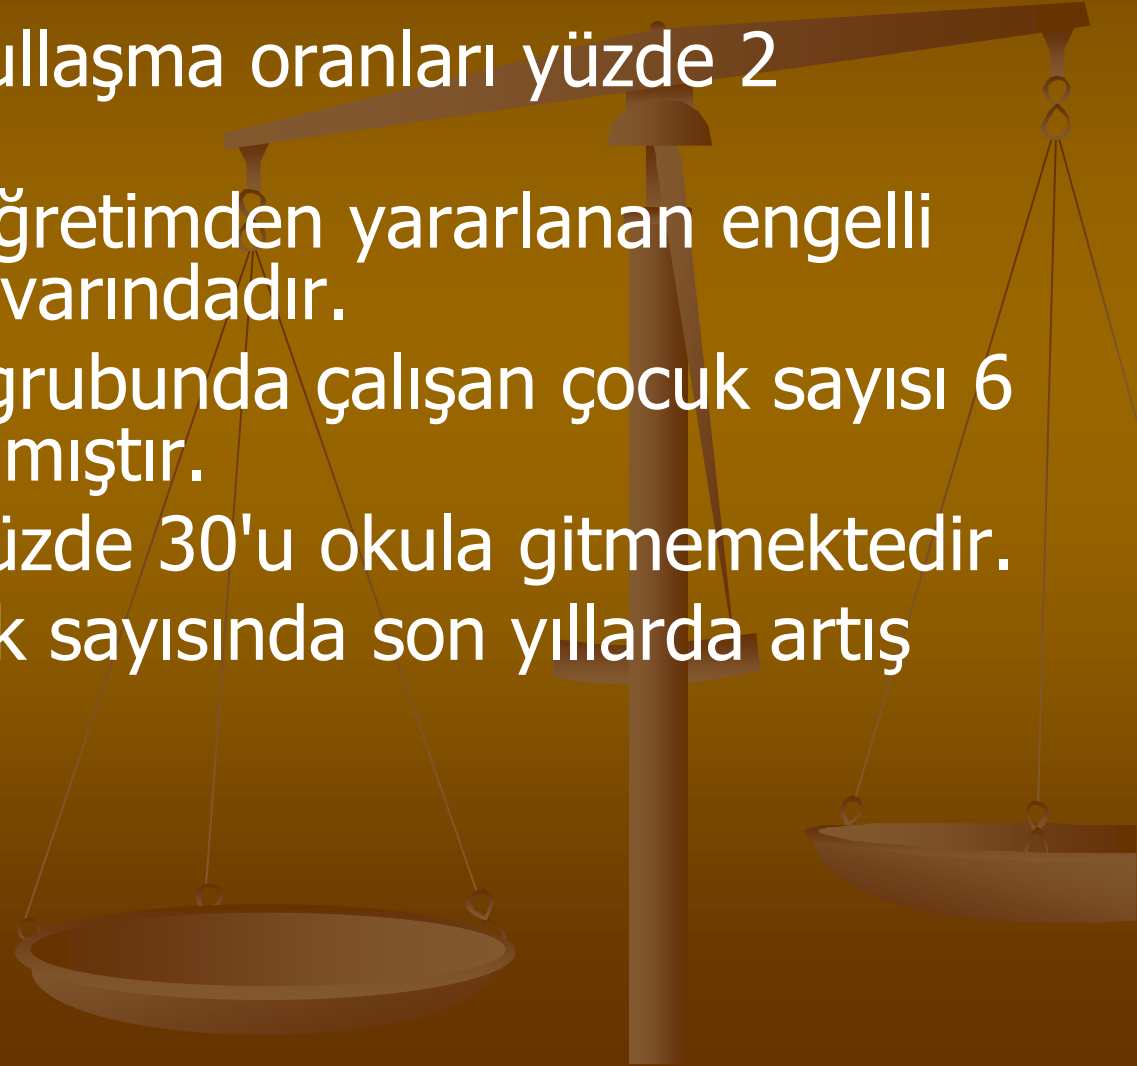 ullaşma oranları yüzde 2
ğretimden yararlanan engelli
varındadır.
grubunda çalışan çocuk sayısı 6
mıştır.
üzde 30'u okula gitmemektedir.
k sayısında son yıllarda artış